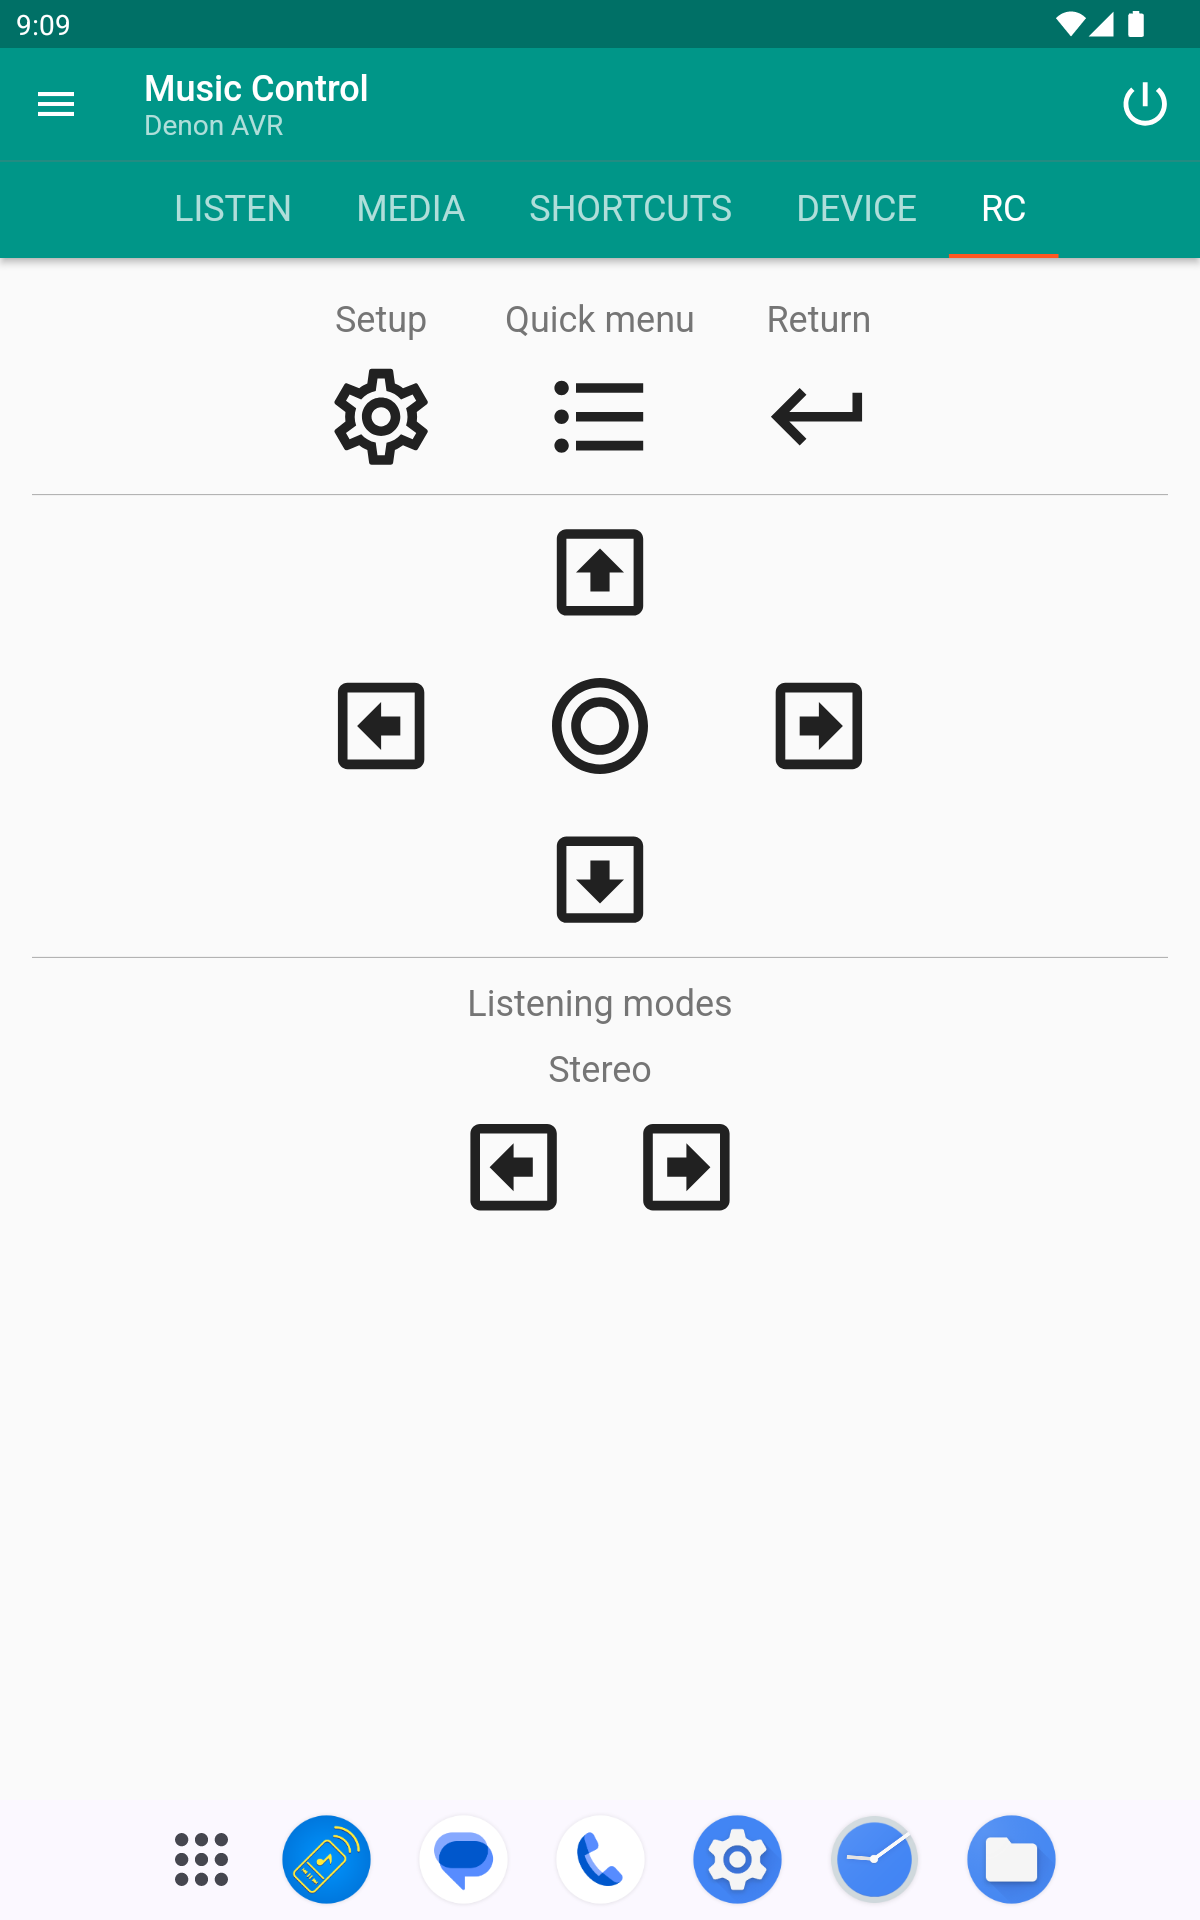 9:09
Music Control
Denon AVR
LISTEN MEDIA SHORTCUTS DEVICE RC
Setup Quick menu Return
Listening modes
Stereo